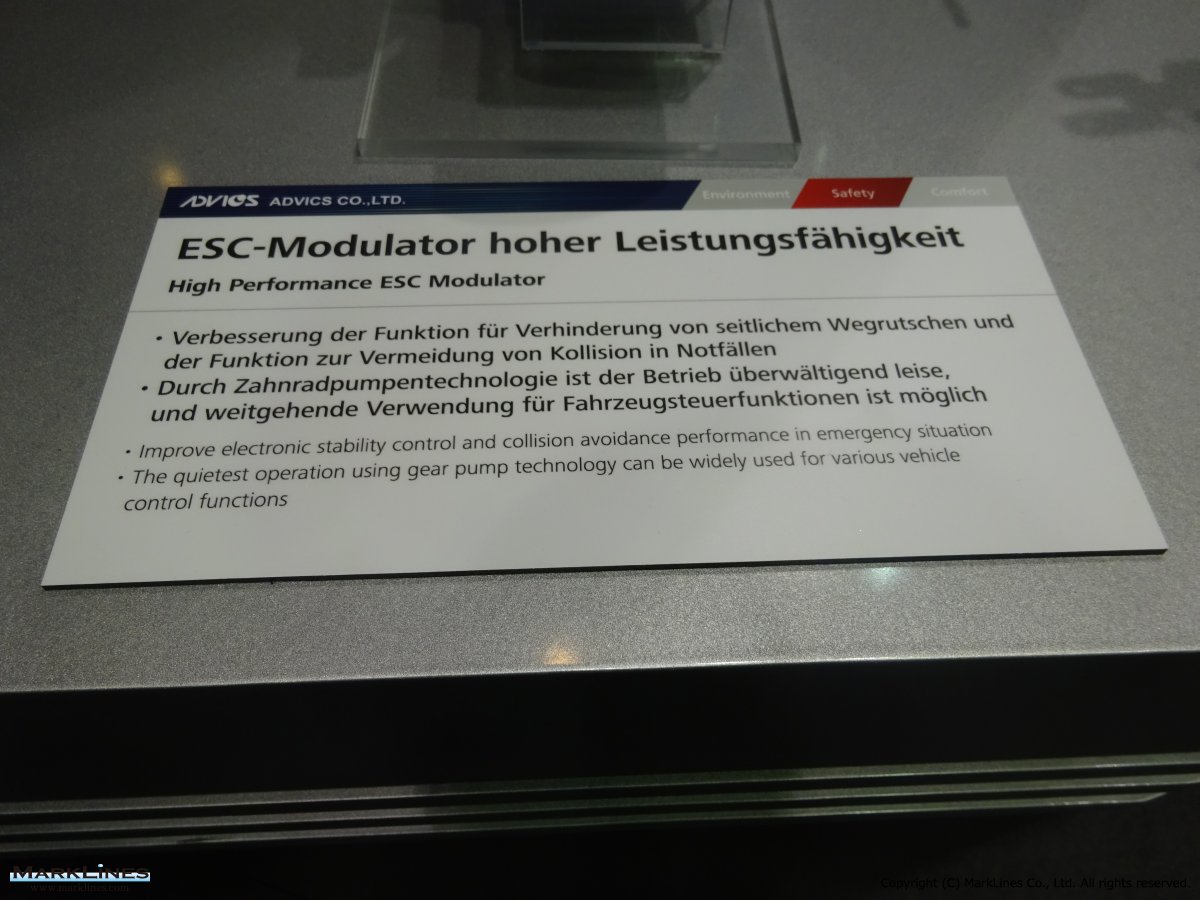 ADVICS ADVICS CO.,LTD. Environment Safety Comfort
ESC-Modulator hoher Leistungsfähigkeit
High Performance ESC Modulator
• Verbesserung der Funktion für Verhinderung von seitlichem Wegrutschen und
der Funktion zur Vermeidung von Kollision in Notfällen
• Durch Zahnradpumpentechnologie ist der Betrieb überwältigend leise,
und weitgehende Verwendung für Fahrzeugsteuerfunktionen ist möglich
• Improve electronic stability control and collision avoidance performance in emergency situation
• The quietest operation using gear pump technology can be widely used for various vehicle
control functions
MARKLINES
www.marklines.com
Copyright (C) MarkLines Co., Ltd. All rights reserved.